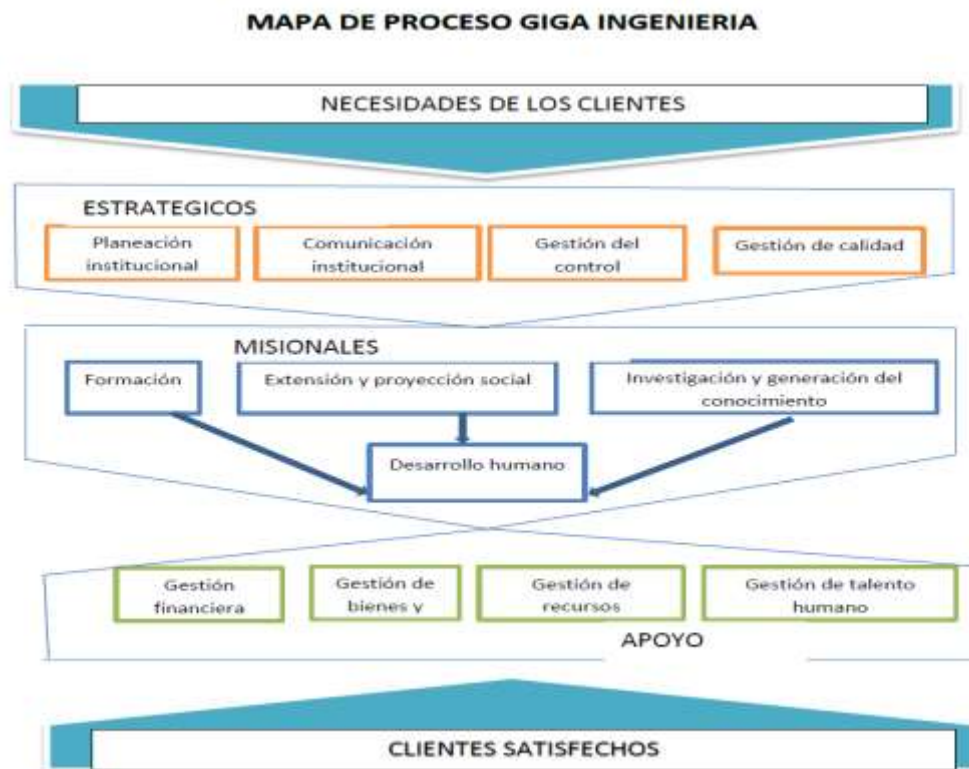 MAPA DE PROCESO GIGA INGENIERIA
NECESIDADES DE LOS CLIENTES
ESTRATEGICOS
Planeación
institucional
Comunicación
institucional
Gestión del
control
Gestión de calidad
MISIONALES
Formación
Extensión y proyección social
Investigación y generación del
conocimiento
Desarrollo humano
Gestión
financiera
Gestión de
bienes y
Gestión de
recursos
Gestión de talento
humano
APOYO
CLIENTES SATISFECHOS